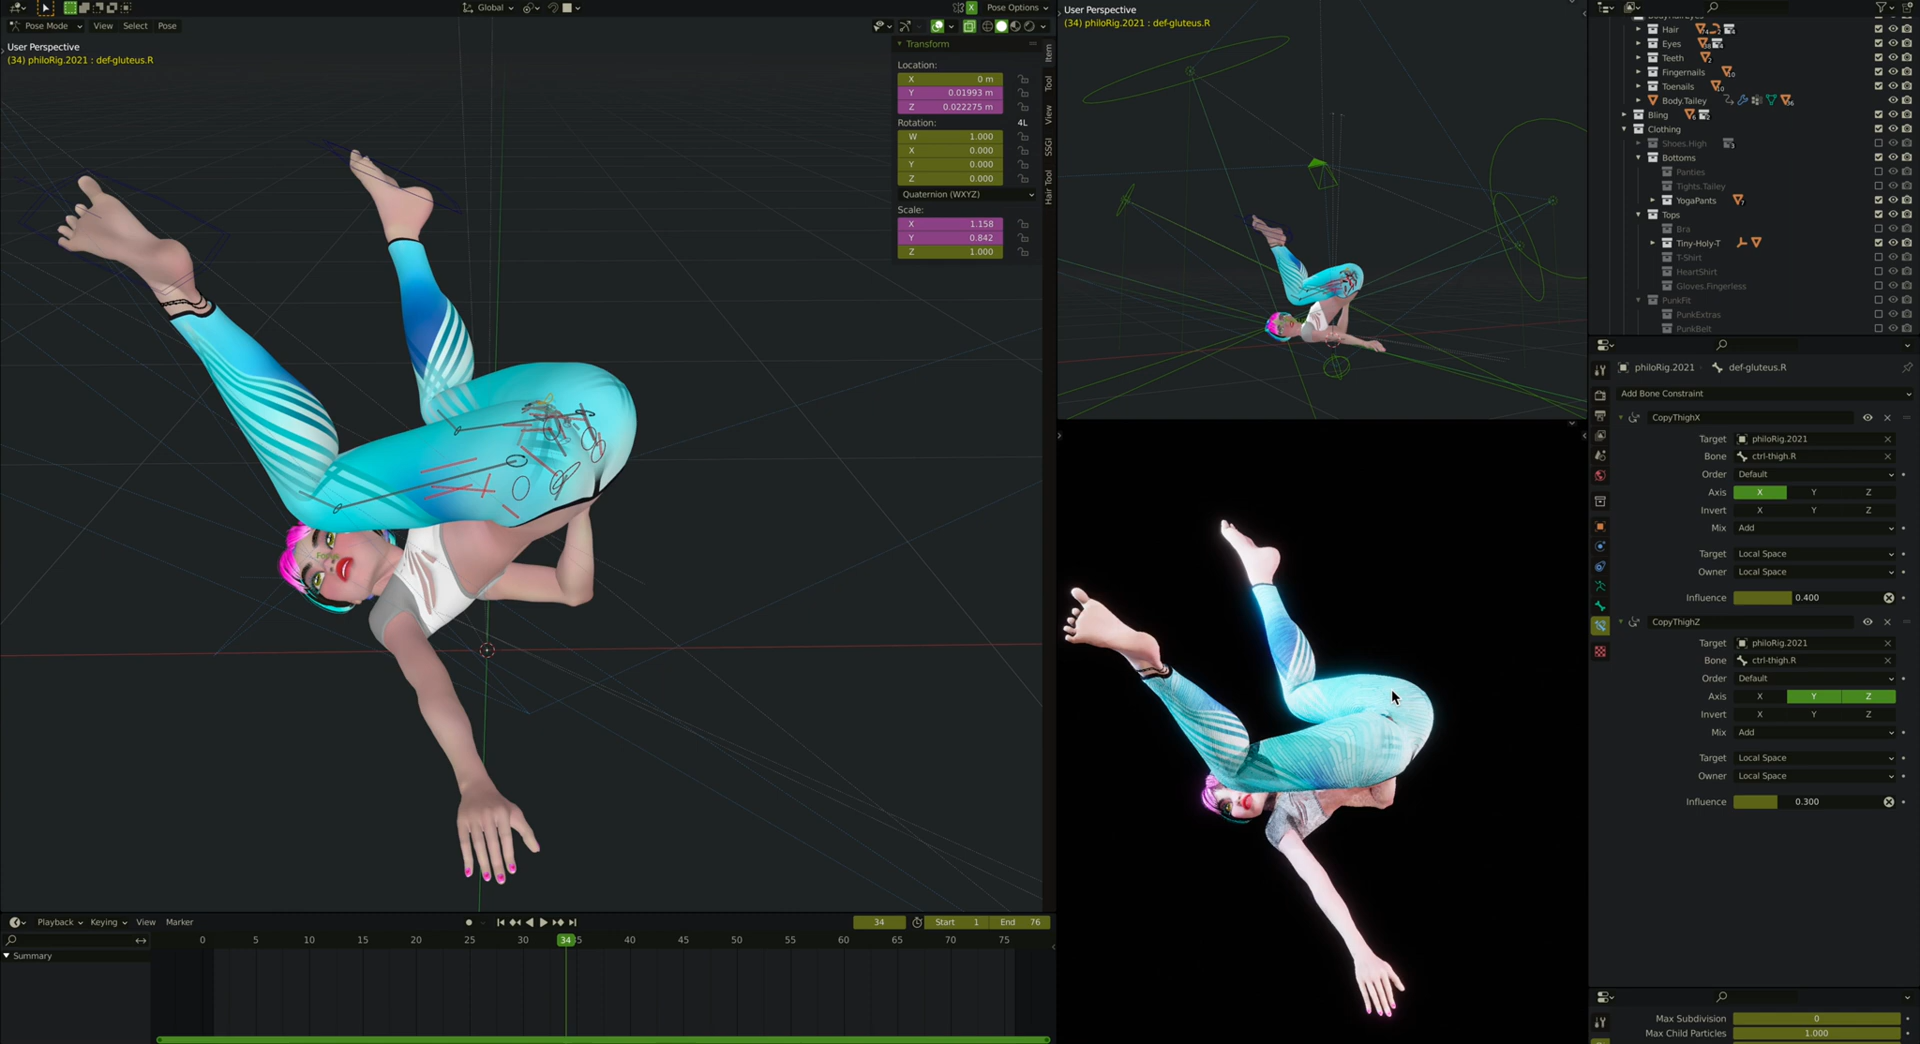 Global
Pose Options
Pose Mode
View
Select
Pose
User Perspective
(34) philoRig.2021 : def-gluteus.R
Transform
Location:
X 0 m
Y 0.01993 m
Z 0.022275 m
Rotation: 4L
W 1.000
X 0.000
Y 0.000
Z 0.000
Quaternion (WXYZ)
Scale:
X 1.158
Y 0.842
Z 1.000
Item
Tool
View
SSGI
Hair Tool
Playback
Keying
View
Marker
34
Start 1
End 76
0 5 10 15 20 25 30 34 35 40 45 50 55 60 65 70 75
Summary
User Perspective
(34) philoRig.2021 : def-gluteus.R
Hair
Eyes
Teeth
Fingernails
Toenails
Body.Tailey
Bling
Clothing
Shoes.High
Bottoms
Panties
Tights.Tailey
YogaPants
Tops
Bra
Tiny-Holy-T
T-Shirt
HeartShirt
Gloves.Fingerless
PunkFit
PunkExtras
PunkBelt
philoRig.2021
def-gluteus.R
Add Bone Constraint
CopyThighX
Target philoRig.2021
Bone ctrl-thigh.R
Order Default
Axis X Y Z
Invert X Y Z
Mix Add
Target Local Space
Owner Local Space
Influence 0.400
CopyThighZ
Target philoRig.2021
Bone ctrl-thigh.R
Order Default
Axis X Y Z
Invert X Y Z
Mix Add
Target Local Space
Owner Local Space
Influence 0.300
Max Subdivision 0
Max Child Particles 1.000